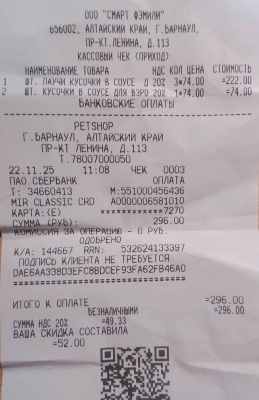 ООО "СМАРТ ФЭМИЛИ"
656002, АЛТАЙСКИЙ КРАЙ, Г.БАРНАУЛ,
ПР-КТ.ЛЕНИНА, Д.113
КАССОВЫЙ ЧЕК (ПРИХОД)
НАИМЕНОВАНИЕ ТОВАРА НДС КОЛ ЦЕНА СТОИМОСТЬ
1 ШТ. ПАУЧИ КУСОЧКИ В СОУСЕ Д 20% 3*74.00 =222.00
2 ШТ. КУСОЧКИ В СОУСЕ ДЛЯ ВЗРО 20% 1*74.00 =74.00
БАНКОВСКИЕ ОПЛАТЫ
PETSHOP
Г.БАРНАУЛ, АЛТАЙСКИЙ КРАЙ
ПР-КТ ЛЕНИНА, Д.113
Т.78007000050
22.11.25 11:08 ЧЕК 0003
ПАО СБЕРБАНК ОПЛАТА
Т: 34660413 М:551000456436
MIR CLASSIC CRD A0000006581010
КАРТА:(E) ************7270
СУММА (РУБ): 296.00
КОМИССИЯ ЗА ОПЕРАЦИЮ – 0 РУБ.
ОДОБРЕНО
К/А: 144667 RRN: 532624133397
ПОДПИСЬ КЛИЕНТА НЕ ТРЕБУЕТСЯ
DAE6AA338D3EFC8BDCEF93FA62FB46A0
ИТОГО К ОПЛАТЕ =296.00
БЕЗНАЛИЧНЫМИ =296.00
СУММА НДС 20% =49.33
ВАША СКИДКА СОСТАВИЛА
=52.00